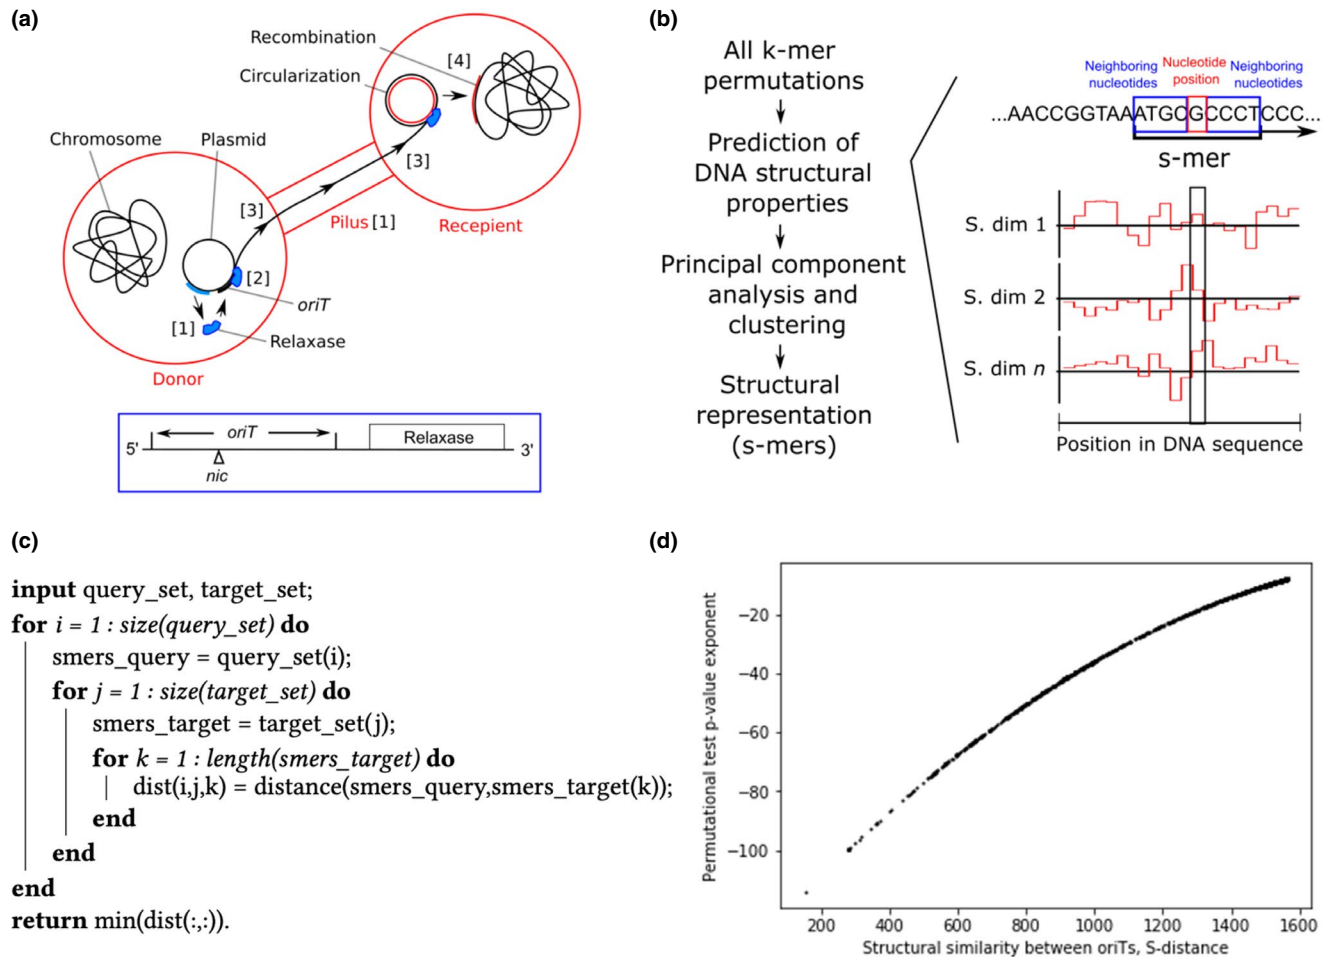 (a)
Recombination
[4]
Circularization
Chromosome
Plasmid
[3]
[3]
Pilus [1]
Recepient
[2]
oriT
[1]
Relaxase
Donor
oriT
Relaxase
5'
3'
nic
(b)
All k-mer
permutations
Prediction of
DNA structural
properties
Principal component
analysis and
clustering
Structural
representation
(s-mers)
Neighboring
nucleotides
Nucleotide
position
Neighboring
nucleotides
...AACCGGTAAATGCGCCCTCCC...
s-mer
S. dim 1
S. dim 2
S. dim n
Position in DNA sequence
(c)
input query_set, target_set;
for i = 1 : size(query_set) do
smers_query = query_set(i);
for j = 1 : size(target_set) do
smers_target = target_set(j);
for k = 1 : length(smers_target) do
dist(i,j,k) = distance(smers_query,smers_target(k));
end
end
end
return min(dist(:,:)).
(d)
Permutational test p-value exponent
−20
−40
−60
−80
−100
200 400 600 800 1000 1200 1400 1600
Structural similarity between oriTs, S-distance